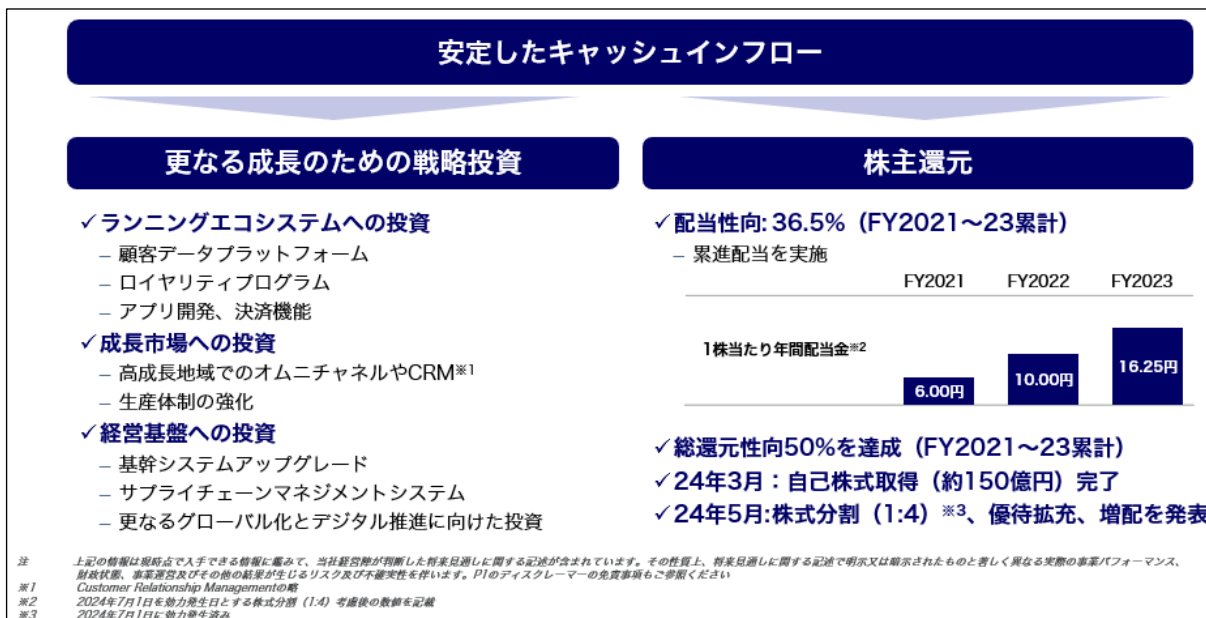 安定したキャッシュインフロー
更なる成長のための戦略投資
✓ランニングエコシステムへの投資
– 顧客データプラットフォーム
– ロイヤリティプログラム
– アプリ開発、決済機能
✓成長市場への投資
– 高成長地域でのオムニチャネルやCRM※1
– 生産体制の強化
✓経営基盤への投資
– 基幹システムアップグレード
– サプライチェーンマネジメントシステム
– 更なるグローバル化とデジタル推進に向けた投資
株主還元
✓配当性向: 36.5%（FY2021～23累計）
– 累進配当を実施
FY2021 FY2022 FY2023
1株当たり年間配当金※2
6.00円 10.00円 16.25円
✓総還元性向50%を達成（FY2021～23累計）
✓24年3月：自己株式取得（約150億円）完了
✓24年5月:株式分割（1:4）※3、優待拡充、増配を発表
注 上記の情報は現時点で入手できる情報に鑑みて、当社経営陣が判断した将来見通しに関する記述が含まれています。その性質上、将来見通しに関する記述で明示又は暗示されたものと著しく異なる実際の事業パフォーマンス、
財政状態、事業運営及びその他の結果が生じるリスク及び不確実性を伴います。P1のディスクレーマーの免責事項もご参照ください
※1 Customer Relationship Managementの略
※2 2024年7月1日を効力発生日とする株式分割（1:4）考慮後の数値を記載
※3 2024年7月1日に効力発生済み